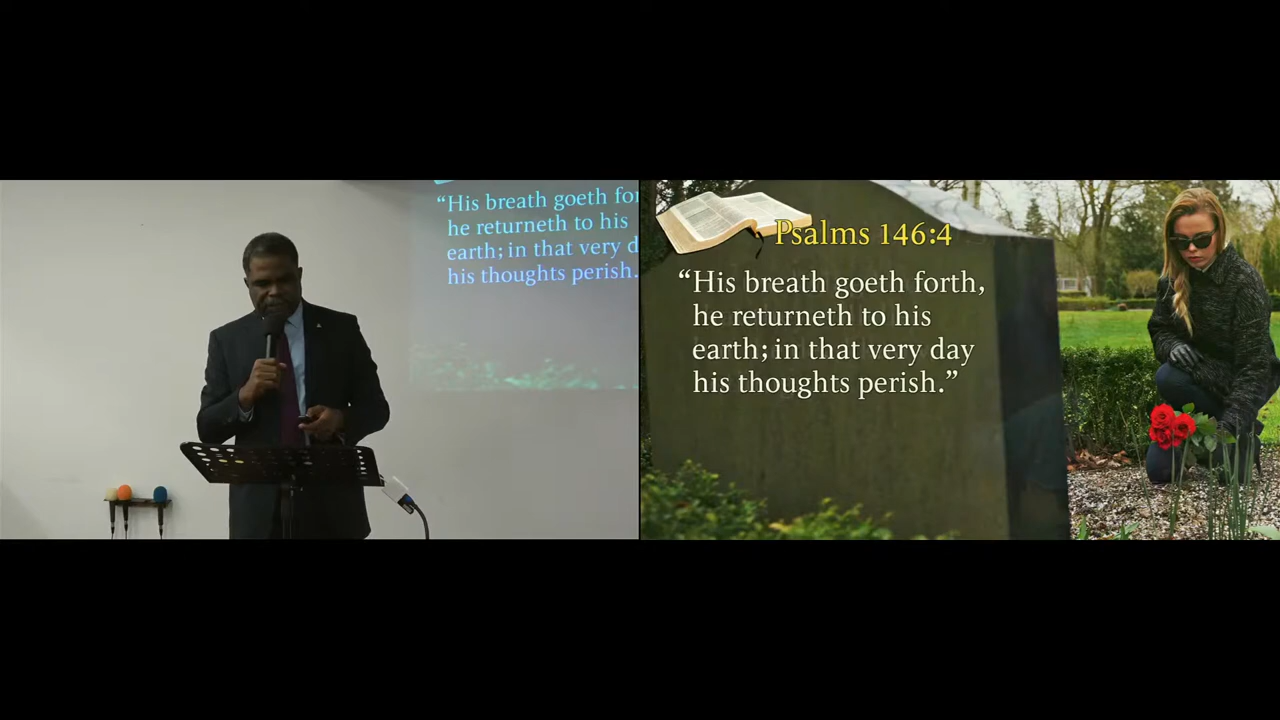 “His breath goeth for
he returneth to his
earth; in that very d
his thoughts perish.
Psalms 146:4
“His breath goeth forth,
he returneth to his
earth; in that very day
his thoughts perish.”